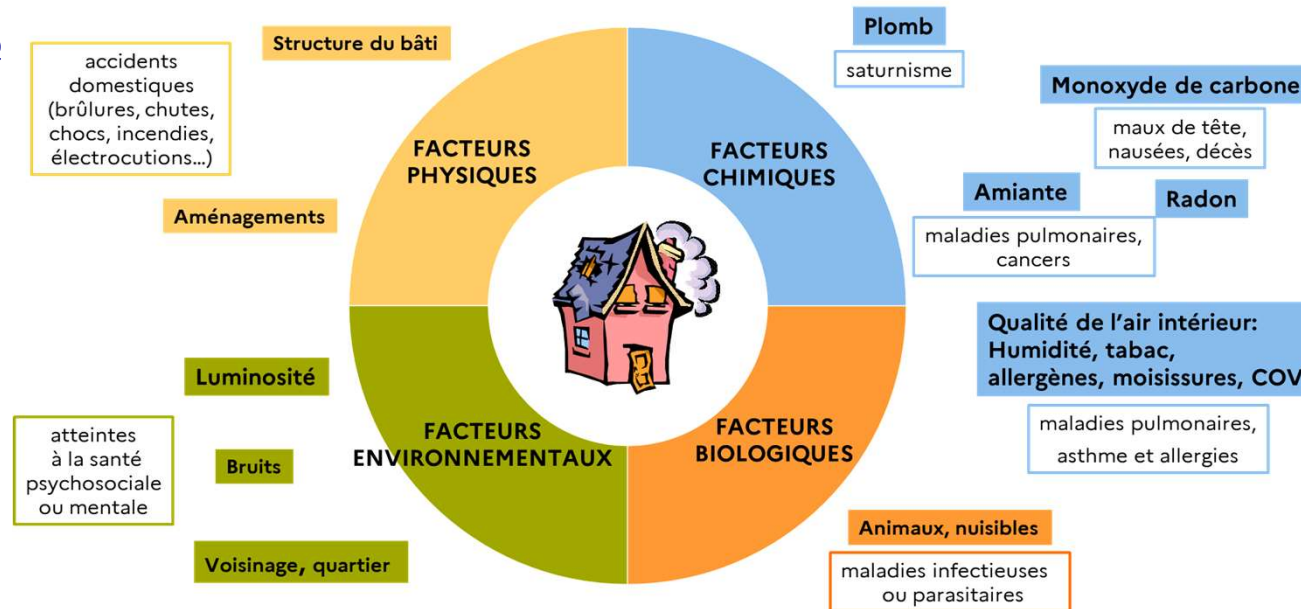 Structure du bâti
accidents
domestiques
(brûlures, chutes,
chocs, incendies,
électrocutions...)
Aménagements
FACTEURS
PHYSIQUES
FACTEURS
CHIMIQUES
Plomb
saturnisme
Monoxyde de carbone
maux de tête,
nausées, décès
Amiante
Radon
maladies pulmonaires,
cancers
Qualité de l'air intérieur:
Humidité, tabac,
allergènes, moisissures, COV
maladies pulmonaires,
asthme et allergies
Luminosité
atteintes
à la santé
psychosociale
ou mentale
Bruits
Voisinage, quartier
FACTEURS
ENVIRONNEMENTAUX
FACTEURS
BIOLOGIQUES
Animaux, nuisibles
maladies infectieuses
ou parasitaires